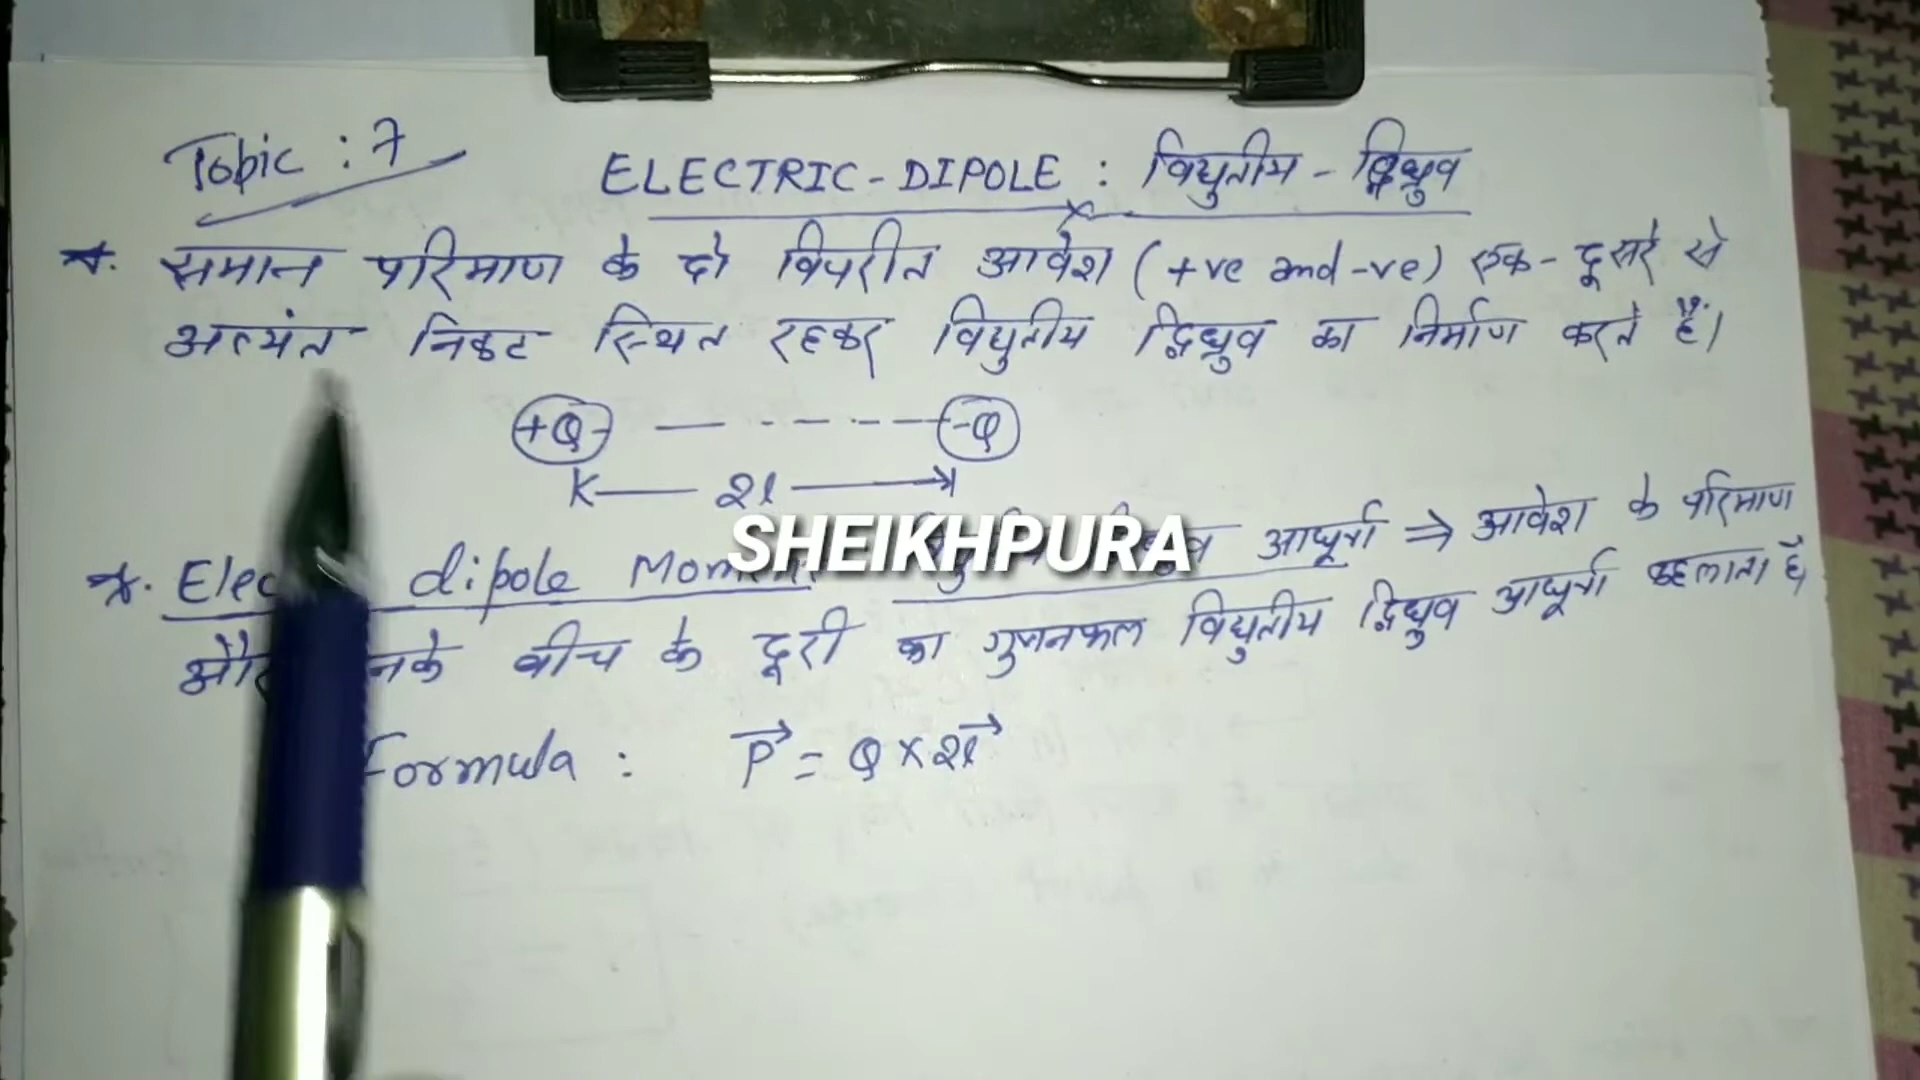 Topic : 7
ELECTRIC-DIPOLE : विद्युतीय - द्विध्रुव
समान परिमाण के दो विपरीत आवेश (+ve and -ve) एक-दूसरे से
अत्यंत निकट स्थित रहकर विद्युतीय द्विध्रुव का निर्माण करते हैं।
+Q -Q
2l
SHEIKHPURA
dipole आघूर्ण ⇒ आवेश के परिमाण
और बीच के दूरी का गुणनफल विद्युतीय द्विध्रुव आघूर्ण कहलाता है
Formula : P⃗ = Q × 2l⃗